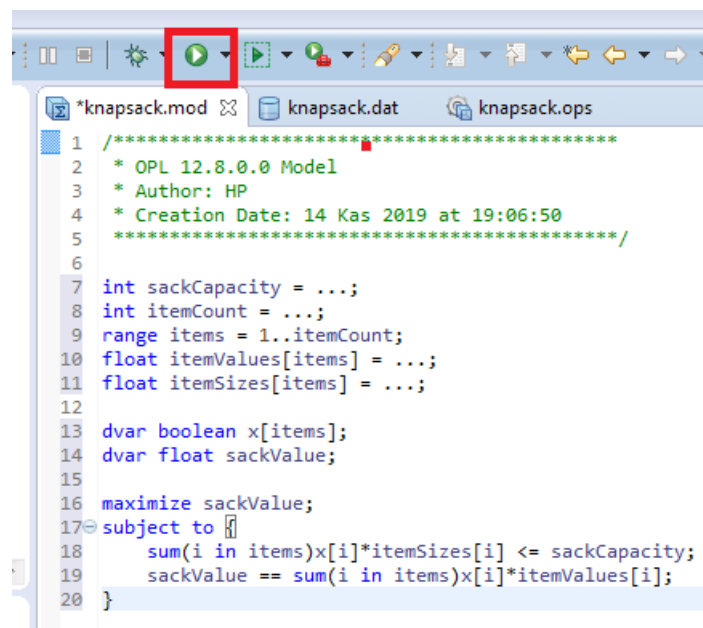 *knapsack.mod knapsack.dat knapsack.ops
1 /*********************************************
2  * OPL 12.8.0.0 Model
3  * Author: HP
4  * Creation Date: 14 Kas 2019 at 19:06:50
5  *********************************************/
6
7 int sackCapacity = ...;
8 int itemCount = ...;
9 range items = 1..itemCount;
10 float itemValues[items] = ...;
11 float itemSizes[items] = ...;
12
13 dvar boolean x[items];
14 dvar float sackValue;
15
16 maximize sackValue;
17 subject to {
18     sum(i in items)x[i]*itemSizes[i] <= sackCapacity;
19     sackValue == sum(i in items)x[i]*itemValues[i];
20 }